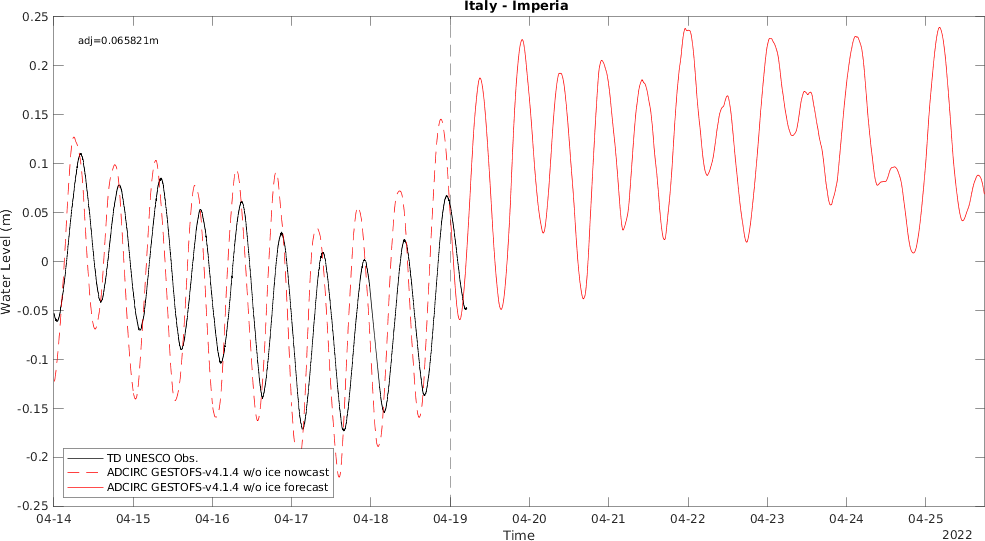 Italy - Imperia
adj=0.065821m
0.25
0.2
0.15
0.1
0.05
0
-0.05
-0.1
-0.15
-0.2
-0.25
Water Level (m)
TD UNESCO Obs.
ADCIRC GESTOFS-v4.1.4 w/o ice nowcast
ADCIRC GESTOFS-v4.1.4 w/o ice forecast
04-14 04-15 04-16 04-17 04-18 04-19 04-20 04-21 04-22 04-23 04-24 04-25
Time
2022